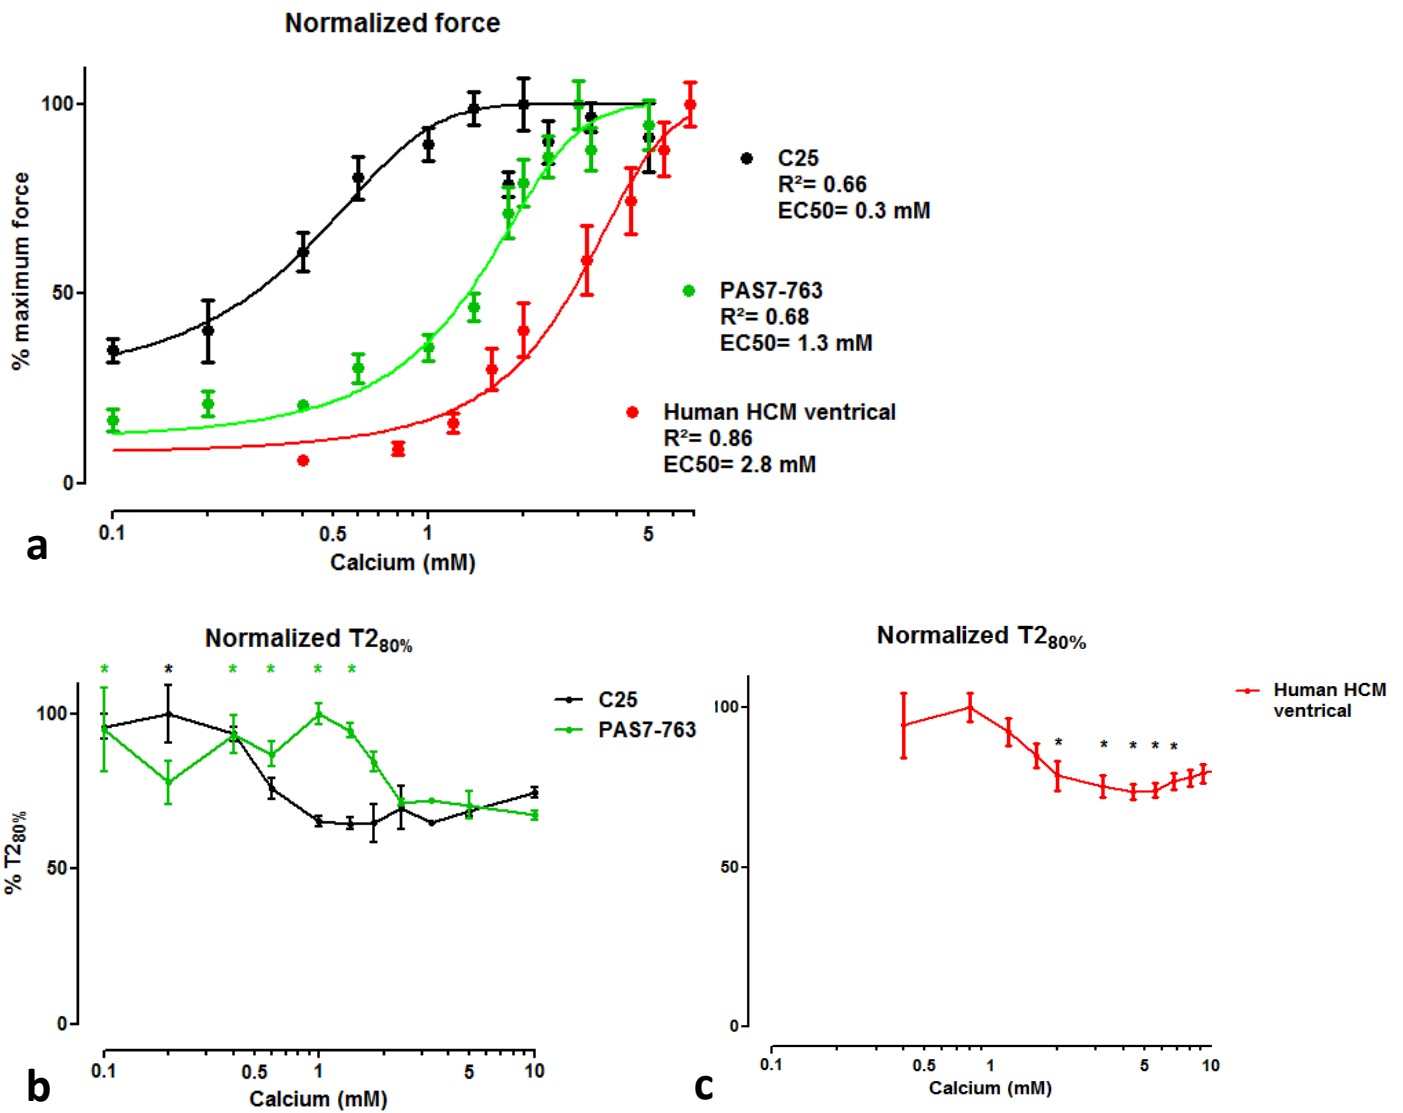 Normalized force
100
50
0
% maximum force
0.1 0.5 1 5
Calcium (mM)
C25
R²= 0.66
EC50= 0.3 mM
PAS7-763
R²= 0.68
EC50= 1.3 mM
Human HCM ventrical
R²= 0.86
EC50= 2.8 mM
a
Normalized T280%
* * * * * *
100
50
0
% T280%
0.1 0.5 1 5 10
Calcium (mM)
C25
PAS7-763
b
Normalized T280%
100
50
0
* * * * *
0.1 0.5 1 5 10
Calcium (mM)
Human HCM
ventrical
c